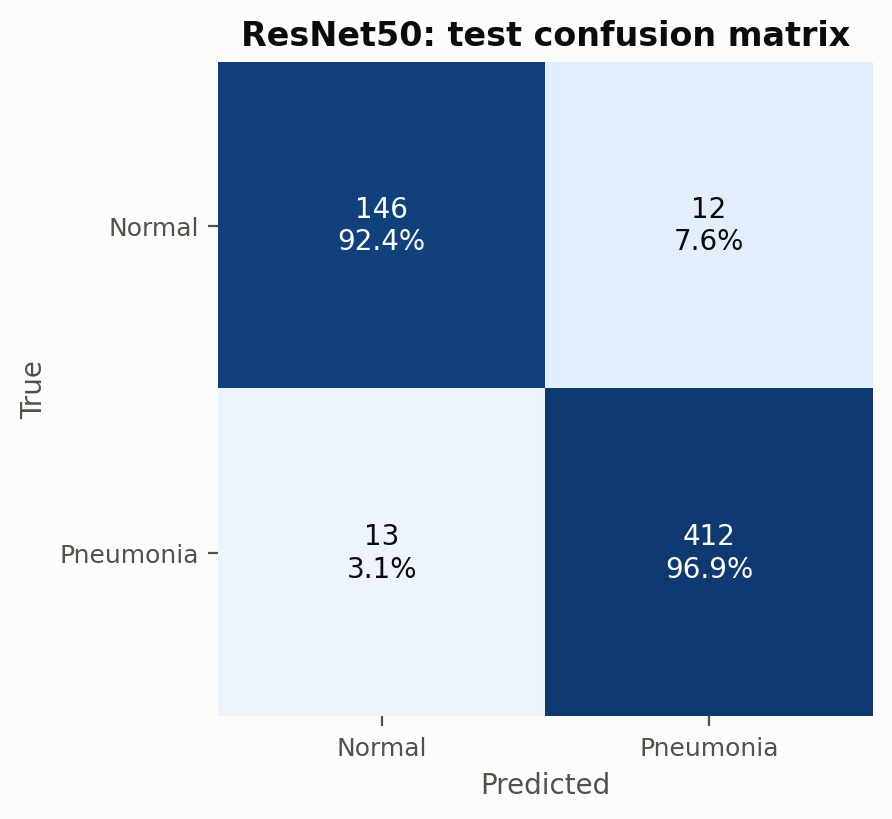 ResNet50: test confusion matrix
True
Normal
146
92.4%
12
7.6%
Pneumonia
13
3.1%
412
96.9%
Normal
Pneumonia
Predicted